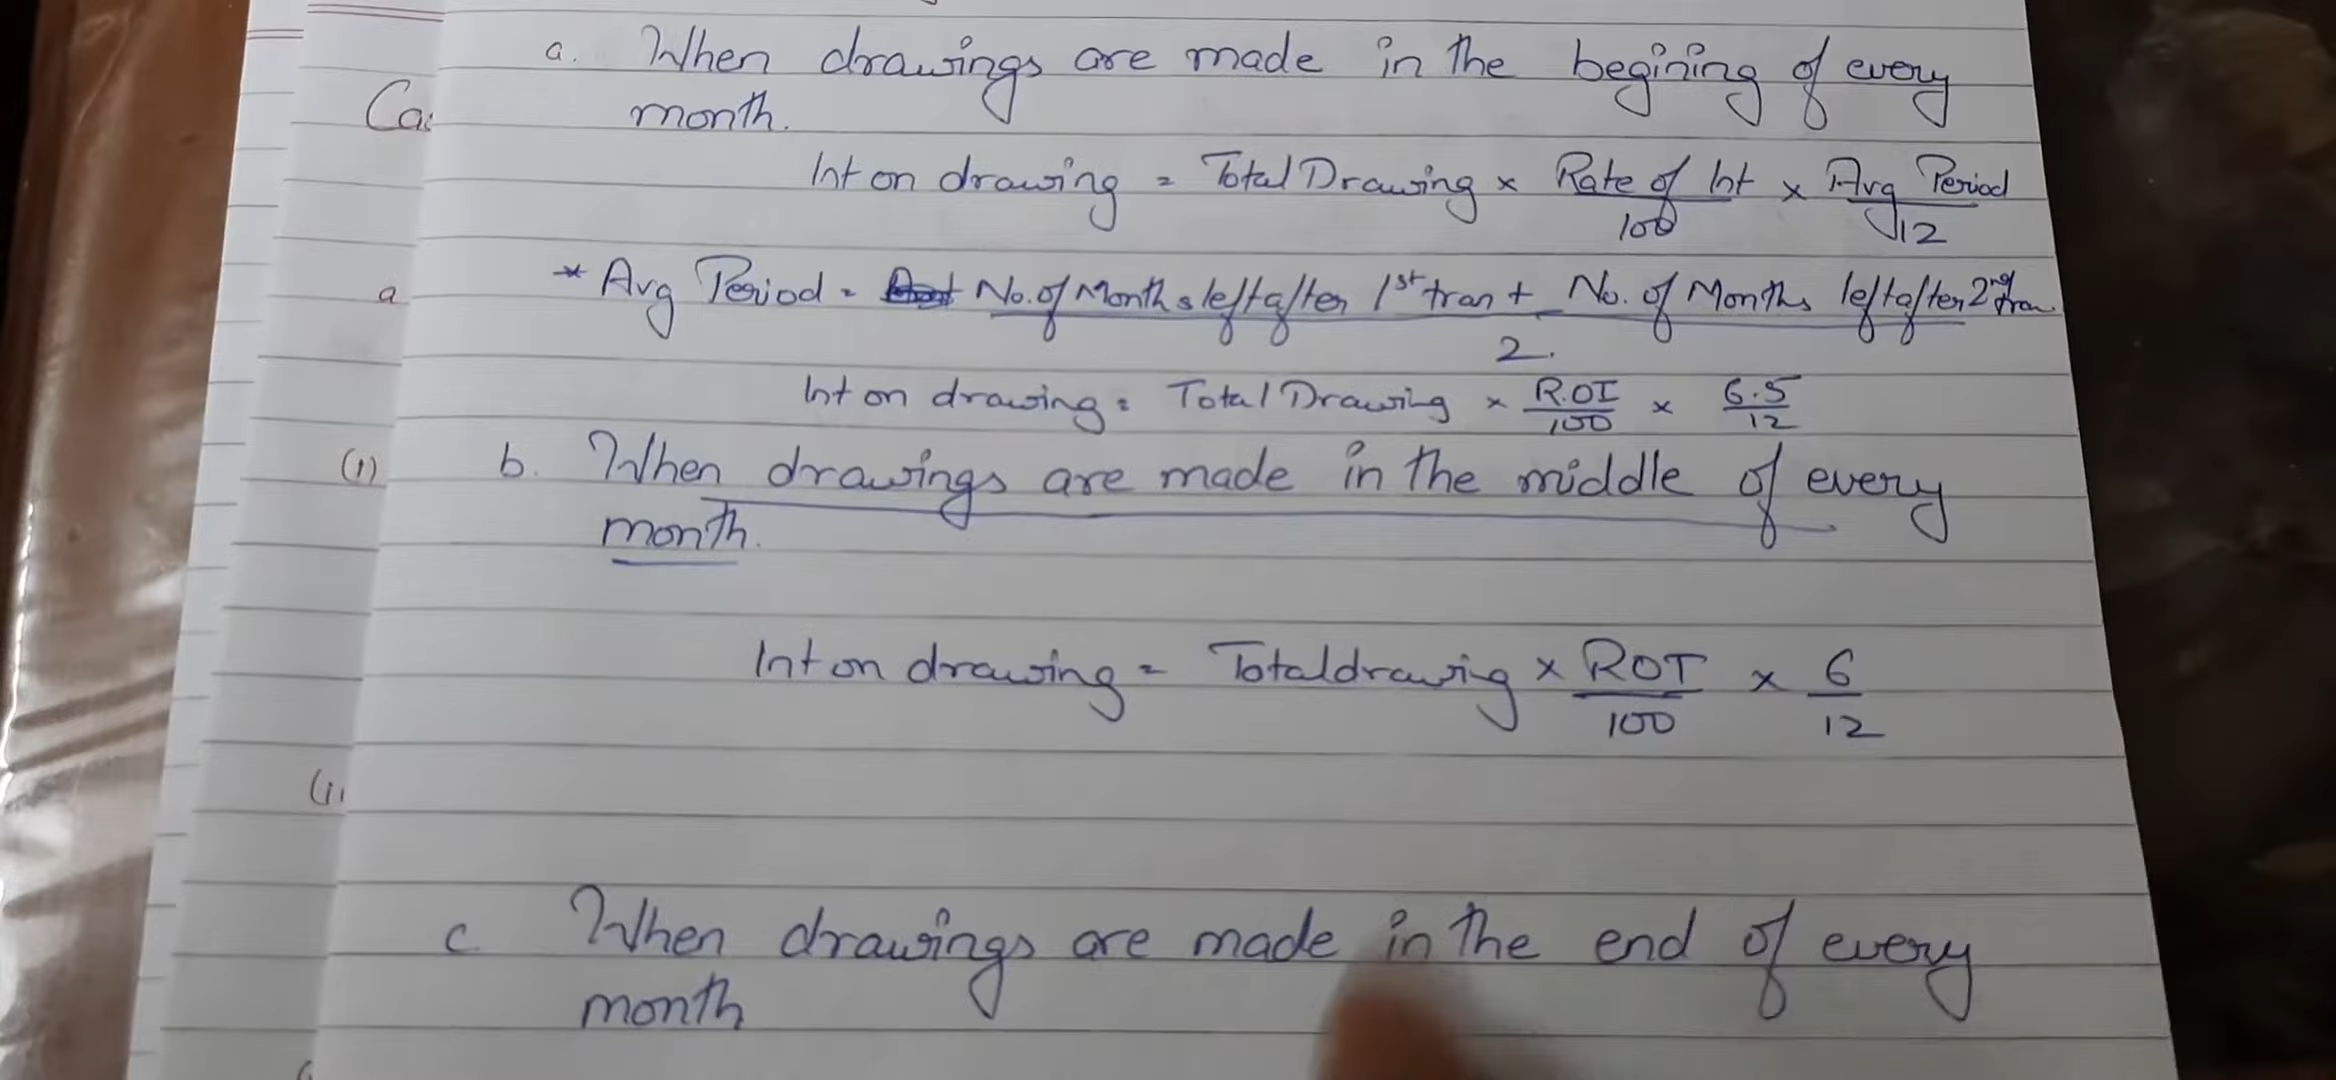 a. When drawings are made in the begining of every
Ca
month.
Int on drawing = Total Drawing × Rate of Int / 100 × Avg Period / 12
a
* Avg Period = No. of Months left after 1st tran + No. of Months left after 2nd tran. / 2.
Int on drawing = Total Drawing × R.OI / 100 × 6.5 / 12
(1) b. When drawings are made in the middle of every
month.
Int on drawing = Total drawing × ROI / 100 × 6 / 12
(i
c When drawings are made in the end of every
month